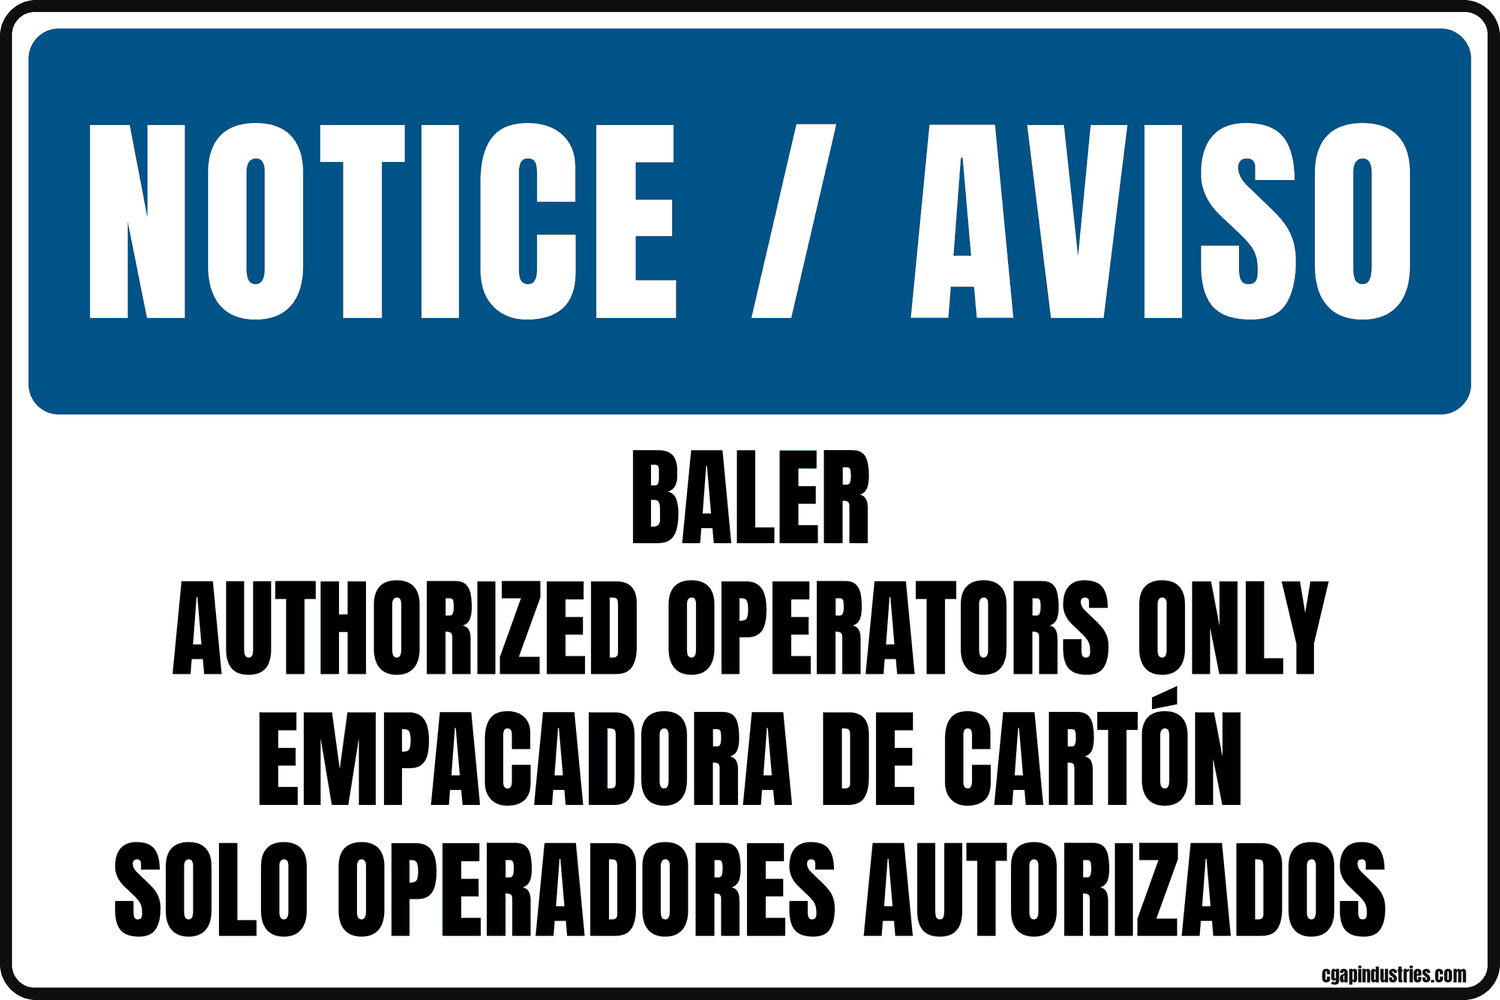 NOTICE / AVISO
BALER
AUTHORIZED OPERATORS ONLY
EMPACADORA DE CARTÓN
SOLO OPERADORES AUTORIZADOS
cgapindustries.com